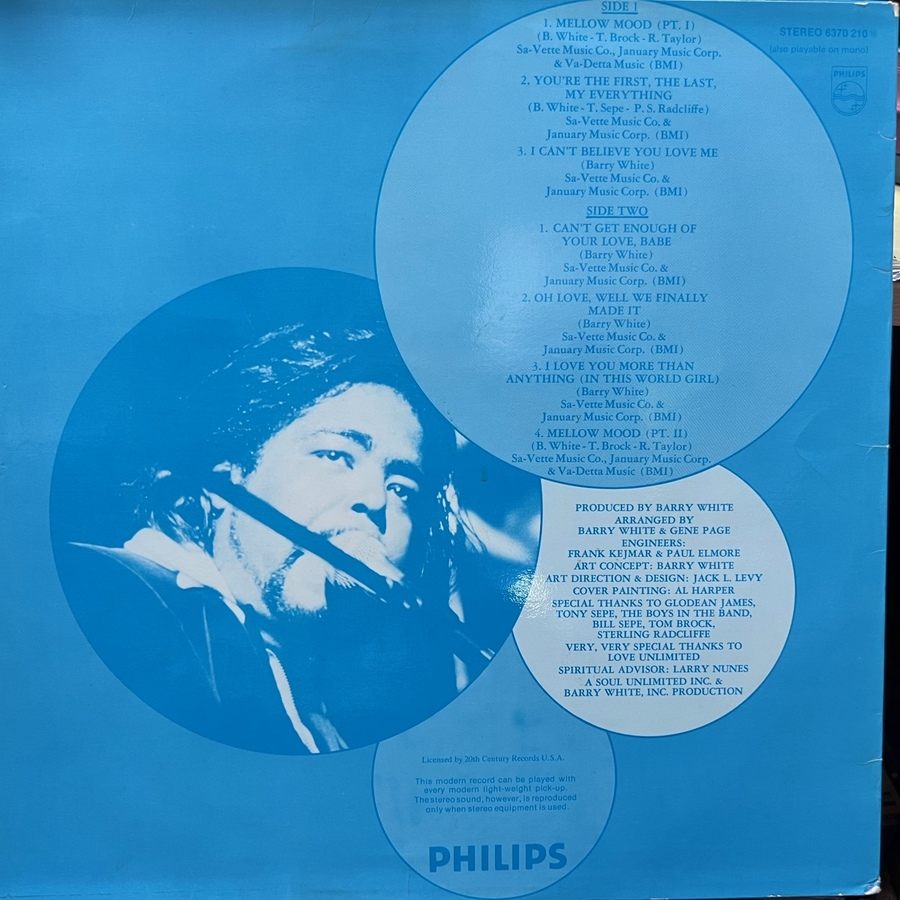 SIDE 1
1. MELLOW MOOD (PT. I)
(B. White - T. Brock - R. Taylor)
Sa-Vette Music Co., January Music Corp.
& Va-Detta Music (BMI)
2. YOU'RE THE FIRST, THE LAST,
MY EVERYTHING
(B. White - T. Sepe - P. S. Radcliffe)
Sa-Vette Music Co. &
January Music Corp. (BMI)
3. I CAN'T BELIEVE YOU LOVE ME
(Barry White)
Sa-Vette Music Co. &
January Music Corp. (BMI)
SIDE TWO
1. CAN'T GET ENOUGH OF
YOUR LOVE, BABE
(Barry White)
Sa-Vette Music Co. &
January Music Corp. (BMI)
2. OH LOVE, WELL WE FINALLY
MADE IT
(Barry White)
Sa-Vette Music Co. &
January Music Corp. (BMI)
3. I LOVE YOU MORE THAN
ANYTHING (IN THIS WORLD GIRL)
(Barry White)
Sa-Vette Music Co. &
January Music Corp. (BMI)
4. MELLOW MOOD (PT. II)
(B. White - T. Brock - R. Taylor)
Sa-Vette Music Co., January Music Corp.
& Va-Detta Music (BMI)
STEREO 6370 210
(also playable on mono)
PHILIPS
PRODUCED BY BARRY WHITE
ARRANGED BY
BARRY WHITE & GENE PAGE
ENGINEERS:
FRANK KEJMAR & PAUL ELMORE
ART CONCEPT: BARRY WHITE
ART DIRECTION & DESIGN: JACK L. LEVY
COVER PAINTING: AL HARPER
SPECIAL THANKS TO GLODEAN JAMES,
TONY SEPE, THE BOYS IN THE BAND,
BILL SEPE, TOM BROCK,
STERLING RADCLIFFE
VERY, VERY SPECIAL THANKS TO
LOVE UNLIMITED
SPIRITUAL ADVISOR: LARRY NUNES
A SOUL UNLIMITED INC. &
BARRY WHITE, INC. PRODUCTION
Licensed by 20th Century Records U.S.A.
This modern record can be played with
every modern light-weight pick-up.
The stereo sound, however, is reproduced
only when stereo equipment is used.
PHILIPS